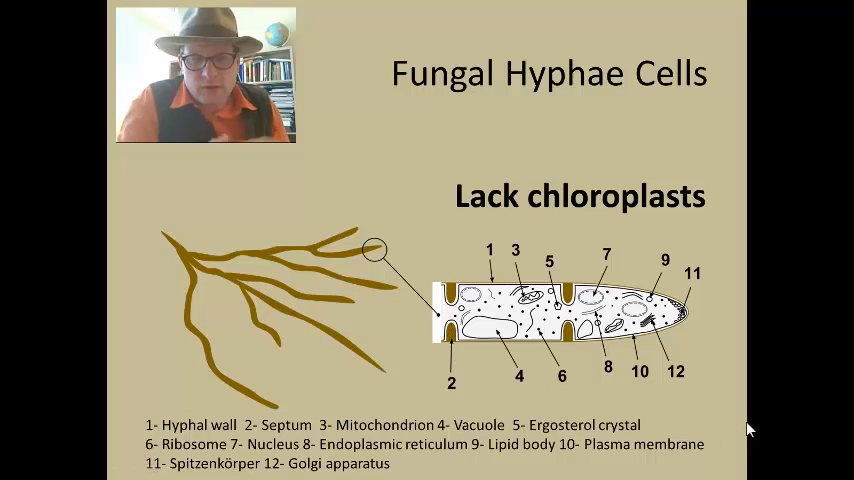 Fungal Hyphae Cells
Lack chloroplasts
1 3 5 7 9 11
2 4 6 8 10 12
1- Hyphal wall 2- Septum 3- Mitochondrion 4- Vacuole 5- Ergosterol crystal
6- Ribosome 7- Nucleus 8- Endoplasmic reticulum 9- Lipid body 10- Plasma membrane
11- Spitzenkörper 12- Golgi apparatus